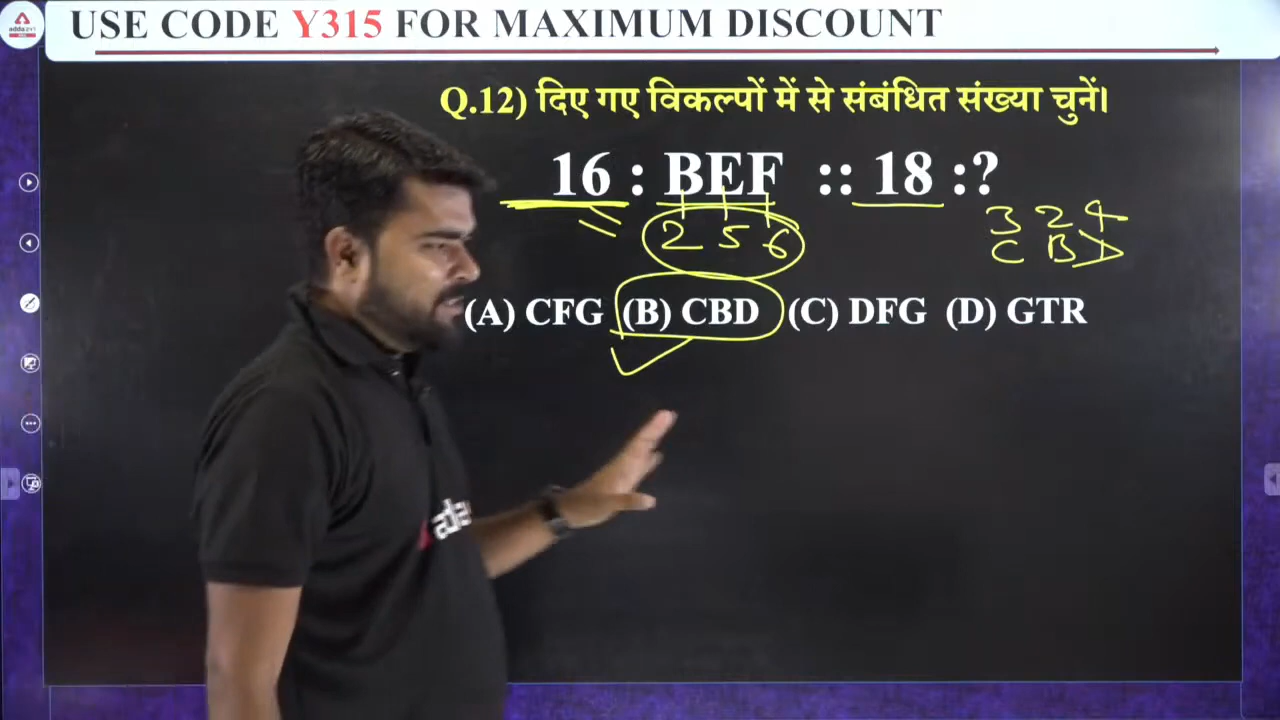 USE CODE Y315 FOR MAXIMUM DISCOUNT
Q.12) दिए गए विकल्पों में से संबंधित संख्या चुनें।
16 : BEF :: 18 :?
2 5 6
3 2 4
C B D
(A) CFG (B) CBD (C) DFG (D) GTR
adda